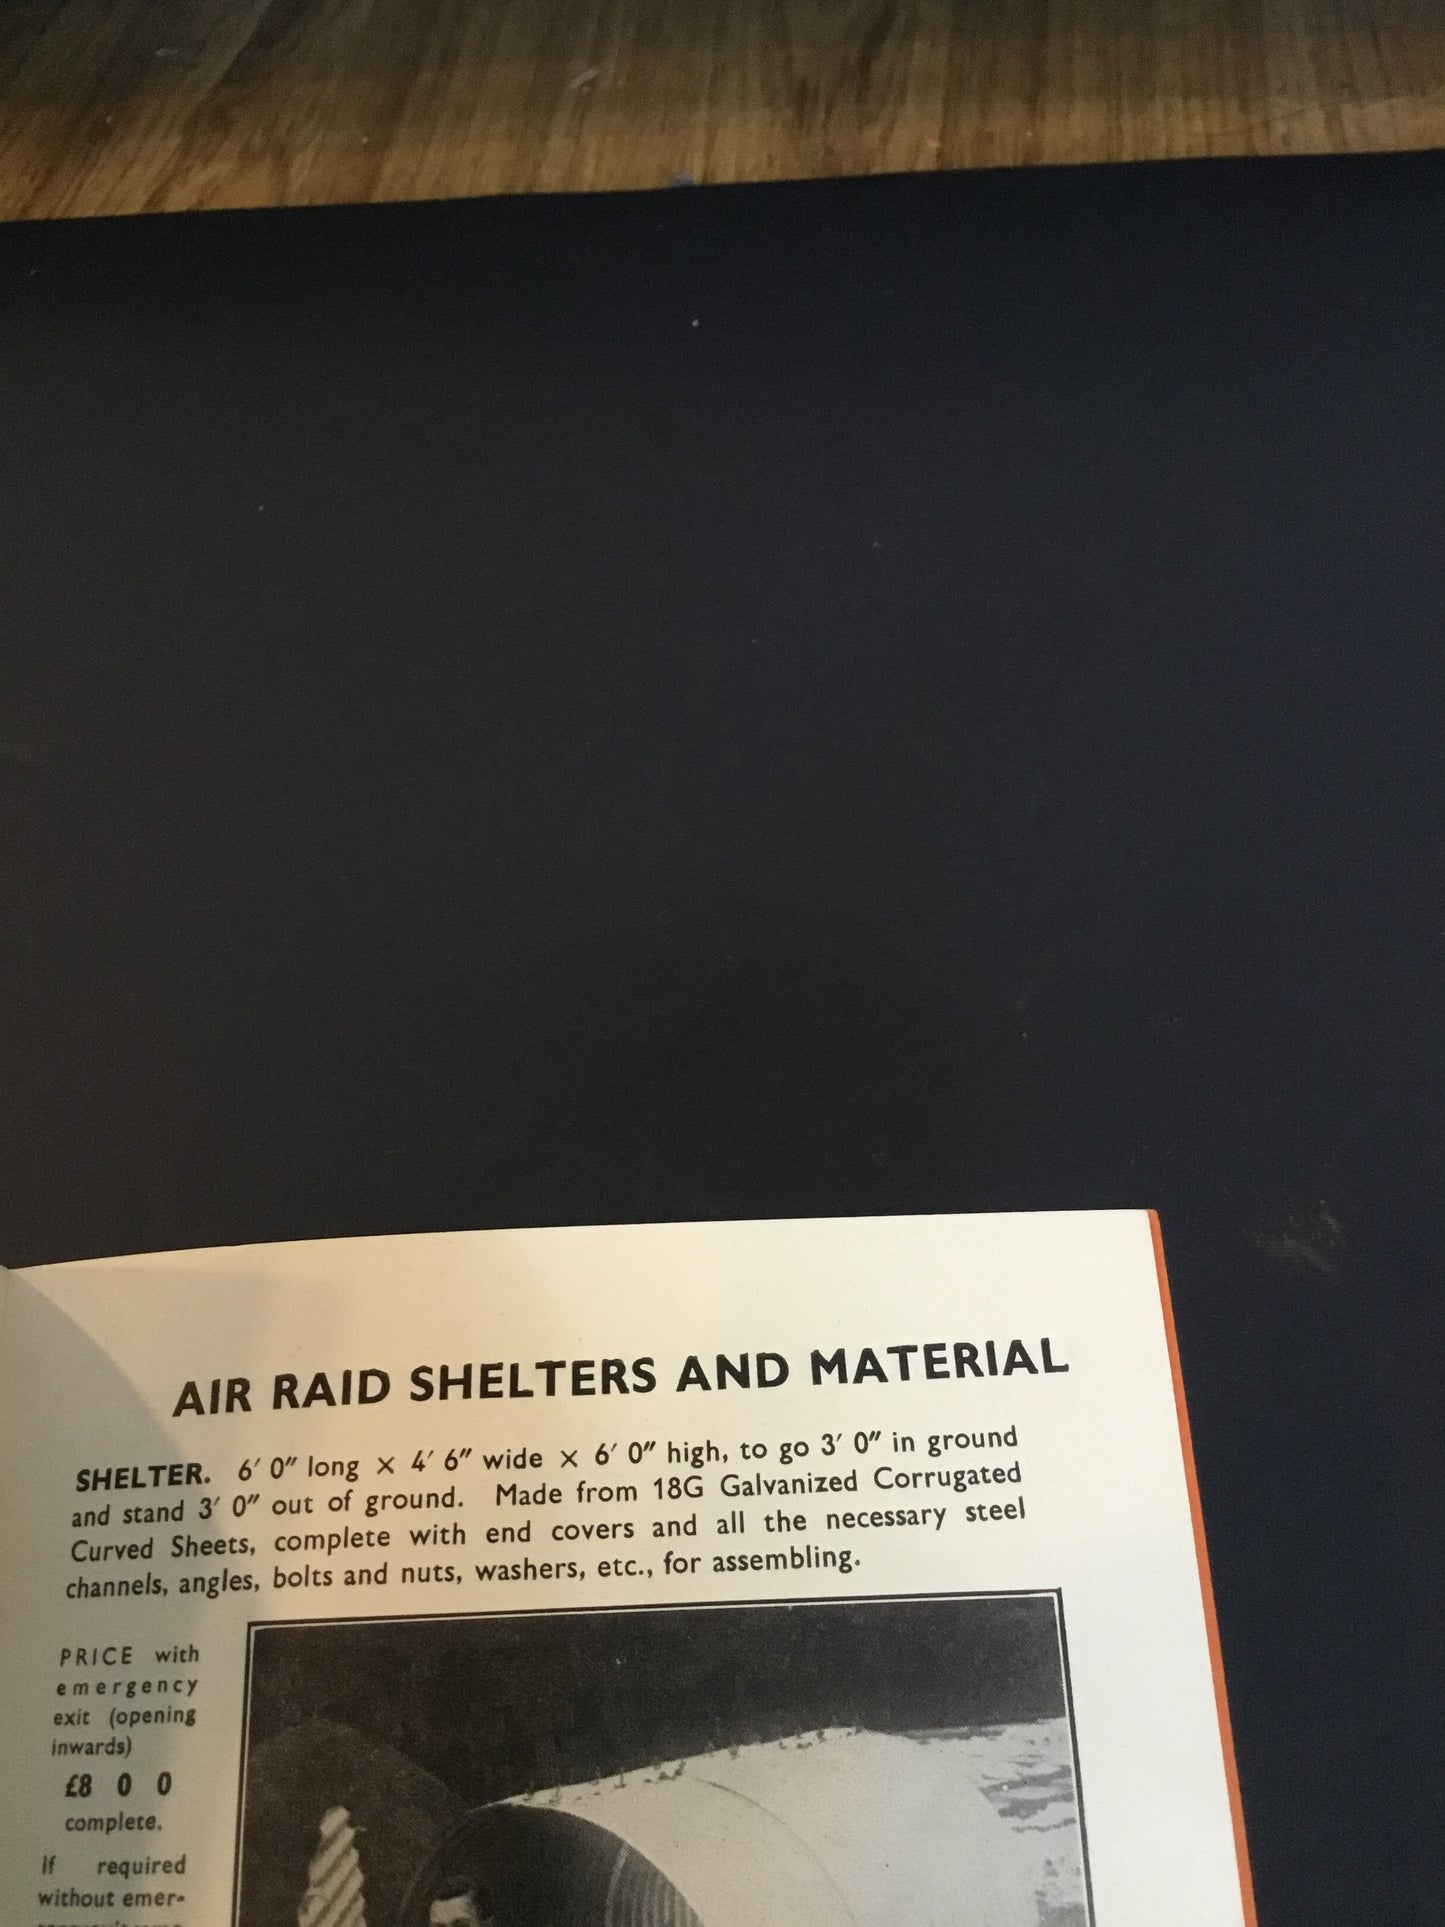 AIR RAID SHELTERS AND MATERIAL
SHELTER. 6′ 0″ long × 4′ 6″ wide × 6′ 0″ high, to go 3′ 0″ in ground
and stand 3′ 0″ out of ground. Made from 18G Galvanized Corrugated
Curved Sheets, complete with end covers and all the necessary steel
channels, angles, bolts and nuts, washers, etc., for assembling.
PRICE with
emergency
exit (opening
inwards)
£8 0 0
complete.
If required
without emer-